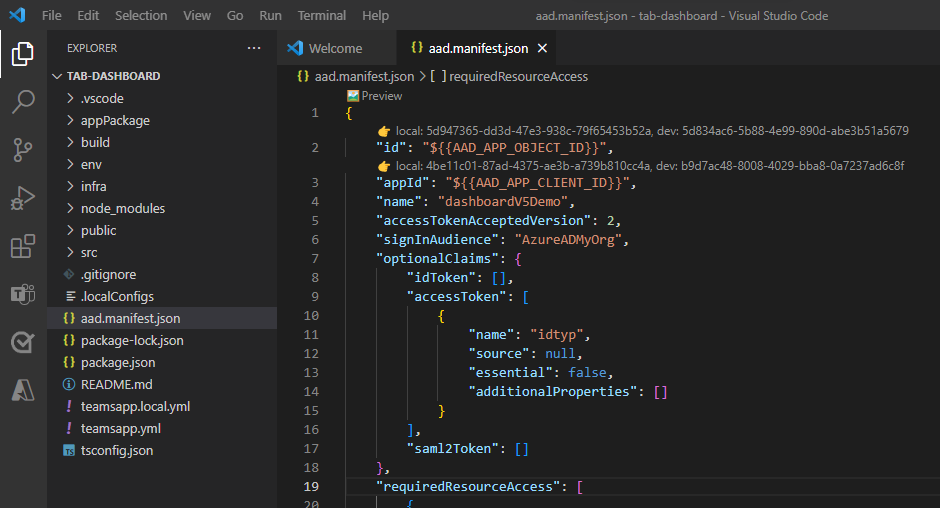 File Edit Selection View Go Run Terminal Help aad.manifest.json - tab-dashboard - Visual Studio Code
EXPLORER ···
TAB-DASHBOARD
.vscode
appPackage
build
env
infra
node_modules
public
src
.gitignore
.localConfigs
{} aad.manifest.json
{} package-lock.json
{} package.json
README.md
! teamsapp.local.yml
! teamsapp.yml
TS tsconfig.json
Welcome {} aad.manifest.json ×
{} aad.manifest.json > [ ] requiredResourceAccess
Preview
1 {
👉 local: 5d947365-dd3d-47e3-938c-79f65453b52a, dev: 5d834ac6-5b88-4e99-890d-abe3b51a5679
2 "id": "${{AAD_APP_OBJECT_ID}}",
👉 local: 4be11c01-87ad-4375-ae3b-a739b810cc4a, dev: b9d7ac48-8008-4029-bba8-0a7237ad6c8f
3 "appId": "${{AAD_APP_CLIENT_ID}}",
4 "name": "dashboardV5Demo",
5 "accessTokenAcceptedVersion": 2,
6 "signInAudience": "AzureADMyOrg",
7 "optionalClaims": {
8 "idToken": [],
9 "accessToken": [
10 {
11 "name": "idtyp",
12 "source": null,
13 "essential": false,
14 "additionalProperties": []
15 }
16 ],
17 "saml2Token": []
18 },
19 "requiredResourceAccess": [
20 {